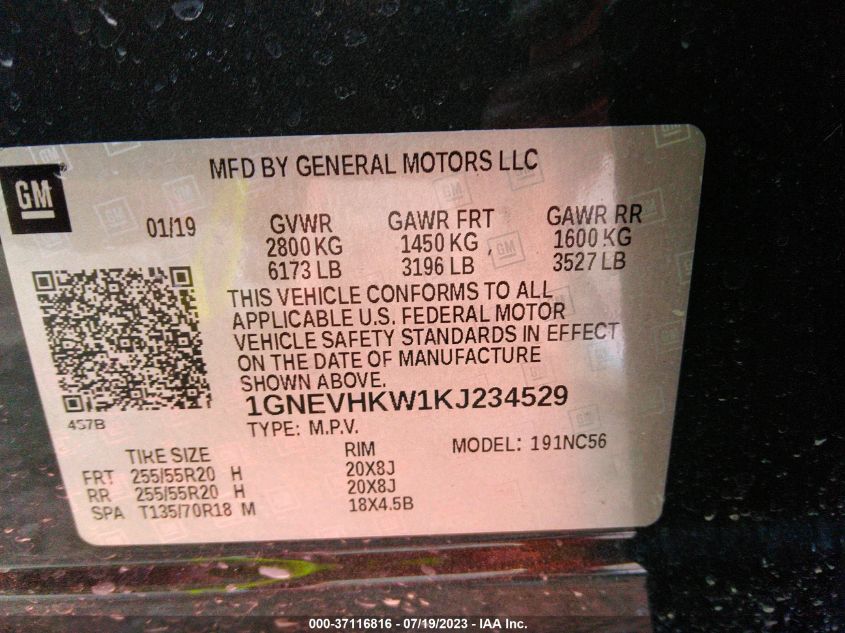 MFD BY GENERAL MOTORS LLC
GM
01/19
GVWR GAWR FRT GAWR RR
2800 KG 1450 KG 1600 KG
6173 LB 3196 LB 3527 LB
THIS VEHICLE CONFORMS TO ALL
APPLICABLE U.S. FEDERAL MOTOR
VEHICLE SAFETY STANDARDS IN EFFECT
ON THE DATE OF MANUFACTURE
SHOWN ABOVE.
1GNEVHKW1KJ234529
457B
TYPE: M.P.V. MODEL: 191NC56
TIRE SIZE RIM
FRT 255/55R20 H 20X8J
RR 255/55R20 H 20X8J
SPA T135/70R18 M 18X4.5B
000-37116816 - 07/19/2023 - IAA Inc.